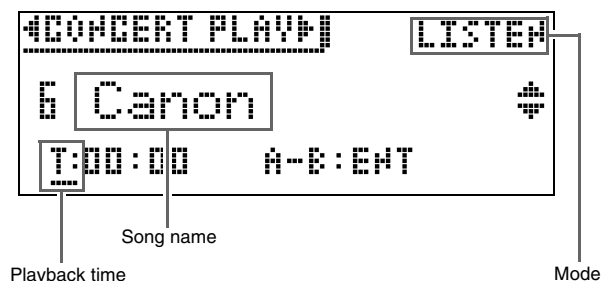 CONCERT PLAY LISTEN
6 Canon
T:00:00 A-B:ENT
Song name
Playback time Mode